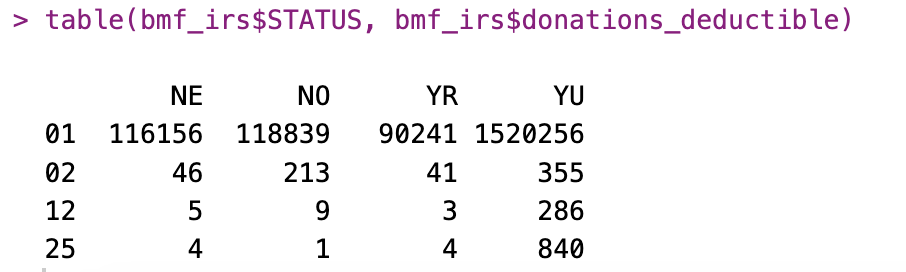 > table(bmf_irs$STATUS, bmf_irs$donations_deductible)
NE NO YR YU
01 116156 118839 90241 1520256
02 46 213 41 355
12 5 9 3 286
25 4 1 4 840